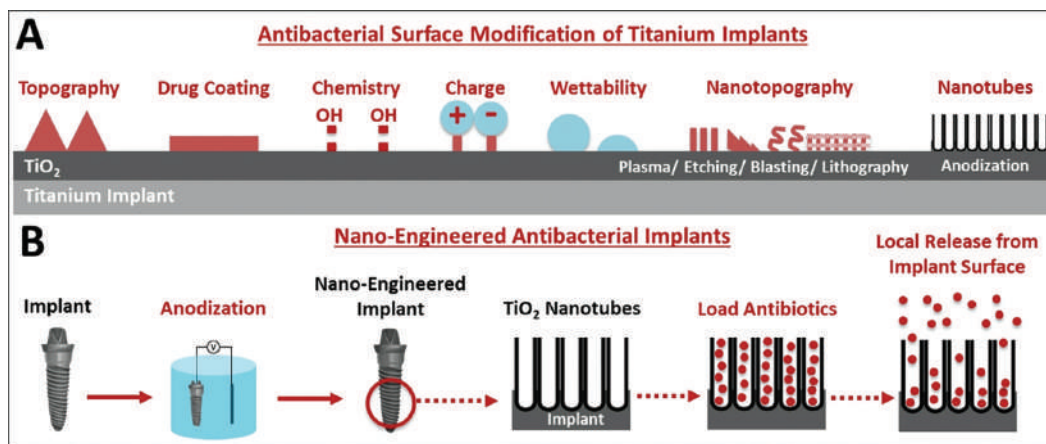 A
Antibacterial Surface Modification of Titanium Implants
Topography
Drug Coating
Chemistry
Charge
Wettability
Nanotopography
Nanotubes
OH
OH
+
-
TiO₂
Plasma/ Etching/ Blasting/ Lithography
Anodization
Titanium Implant
B
Nano-Engineered Antibacterial Implants
Local Release from
Implant Surface
Implant
Anodization
Nano-Engineered
Implant
TiO₂ Nanotubes
Load Antibiotics
V
Implant